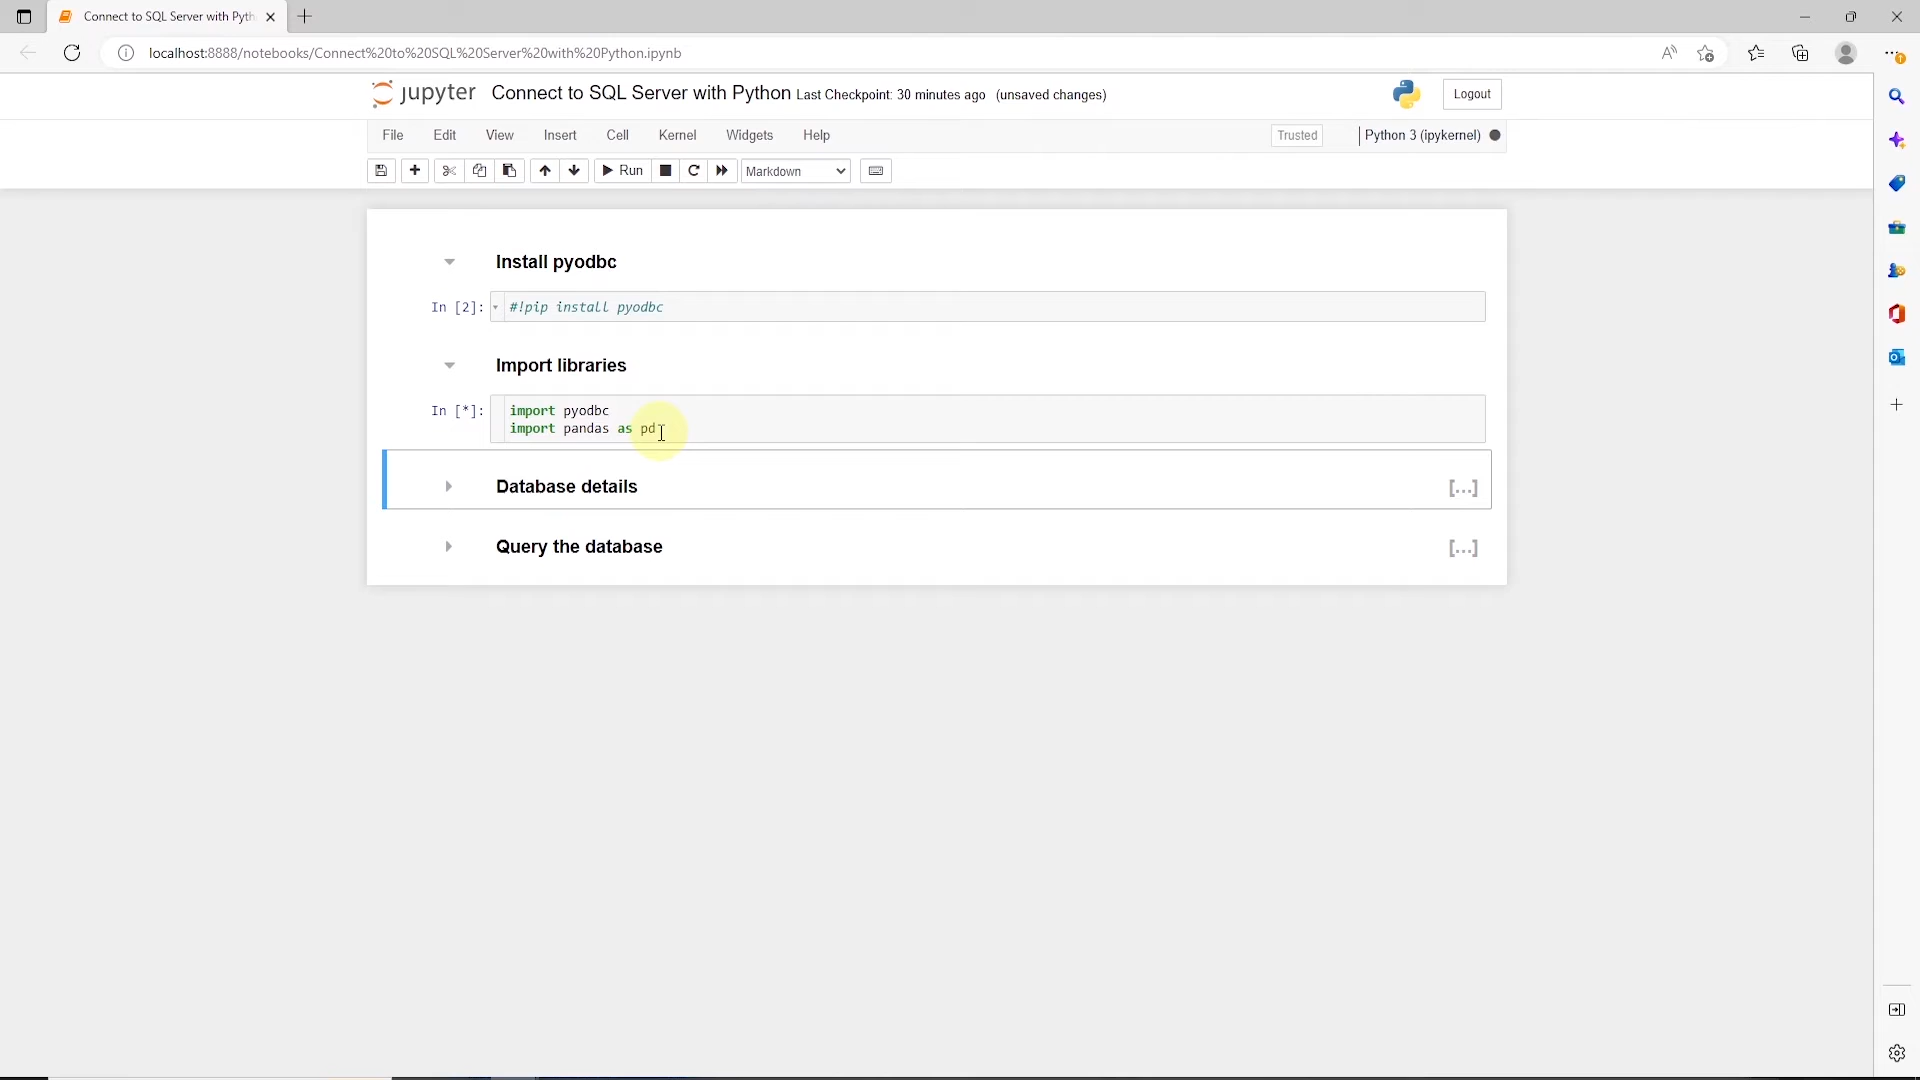 Connect to SQL Server with Pyth
localhost:8888/notebooks/Connect%20to%20SQL%20Server%20with%20Python.ipynb
jupyter Connect to SQL Server with Python Last Checkpoint: 30 minutes ago (unsaved changes)
Logout
File Edit View Insert Cell Kernel Widgets Help
Trusted
Python 3 (ipykernel)
Run
Markdown
Install pyodbc
In [2]:
#!pip install pyodbc
Import libraries
In [*]:
import pyodbc
import pandas as pd
Database details
[...]
Query the database
[...]